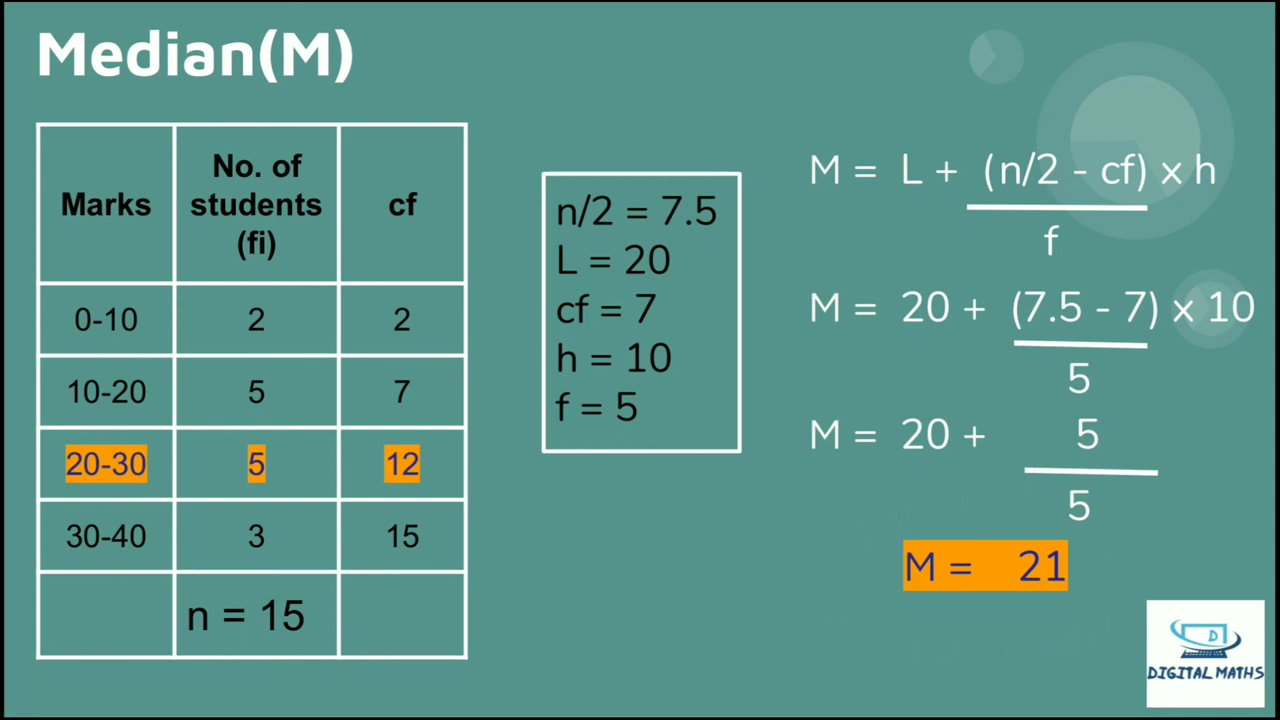 Median(M)
Marks No. of students (fi) cf
0-10 2 2
10-20 5 7
20-30 5 12
30-40 3 15
n = 15
n/2 = 7.5
L = 20
cf = 7
h = 10
f = 5
M = L + (n/2 - cf) x h
f
M = 20 + (7.5 - 7) x 10
5
M = 20 + 5
5
M = 21
D
DIGITAL MATHS